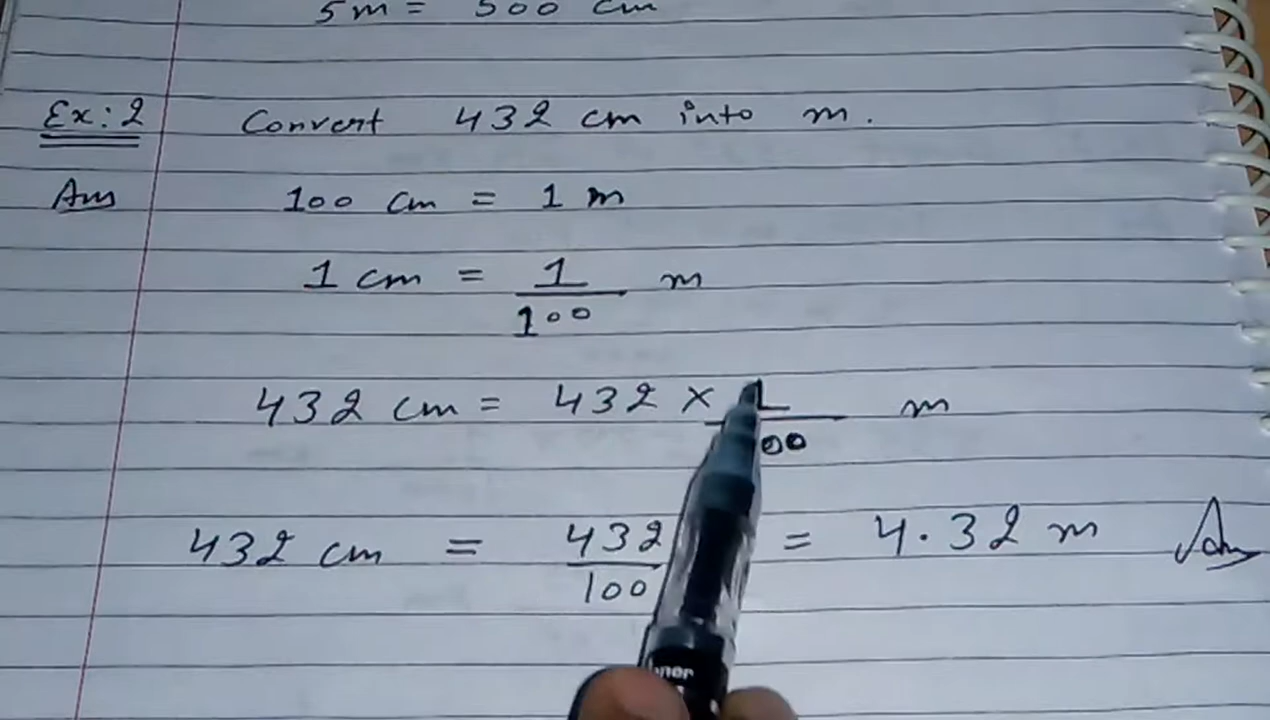 5m = 500 cm
Ex: 2 Convert 432 cm into m.
Ans 100 cm = 1 m
1 cm = 1/100 m
432 cm = 432 × 1/00 m
432 cm = 432/100 = 4.32 m Ans